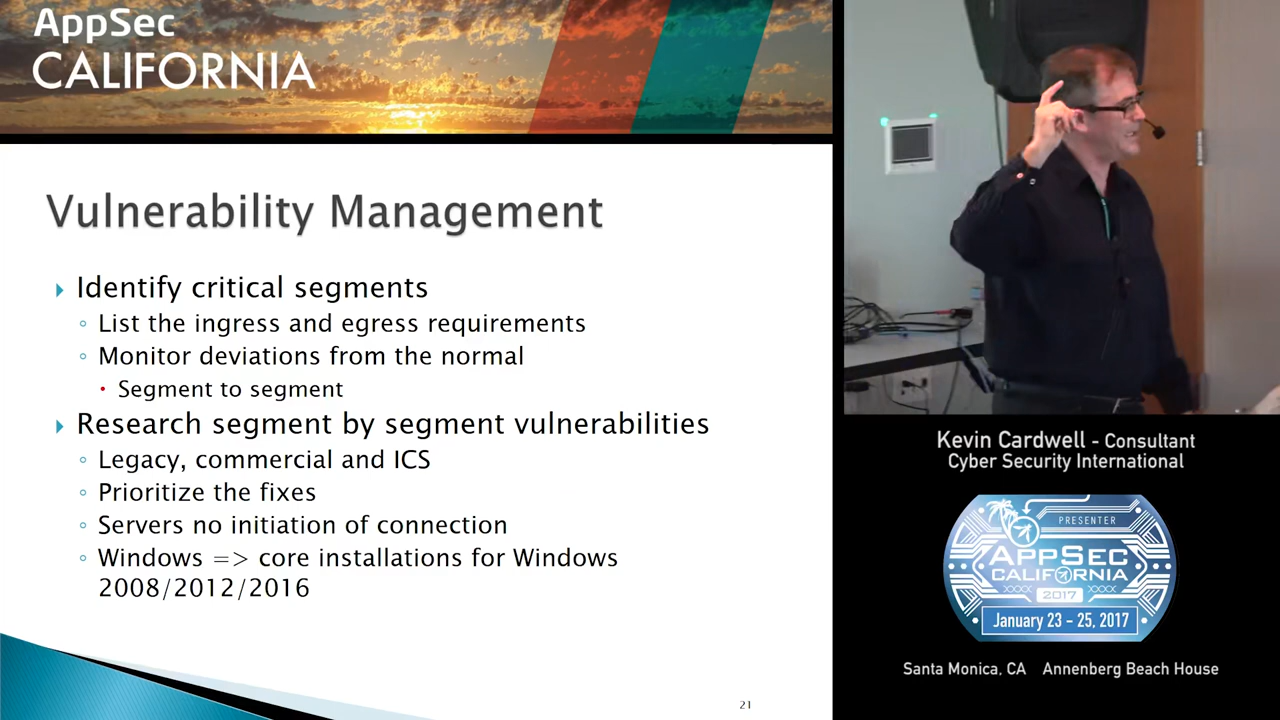 AppSec
CALIFORNIA
Vulnerability Management
Identify critical segments
List the ingress and egress requirements
Monitor deviations from the normal
Segment to segment
Research segment by segment vulnerabilities
Legacy, commercial and ICS
Prioritize the fixes
Servers no initiation of connection
Windows => core installations for Windows
2008/2012/2016
21
Kevin Cardwell - Consultant
Cyber Security International
PRESENTER
APPSEC
CALIFORNIA
2017
January 23 - 25, 2017
Santa Monica, CA Annenberg Beach House